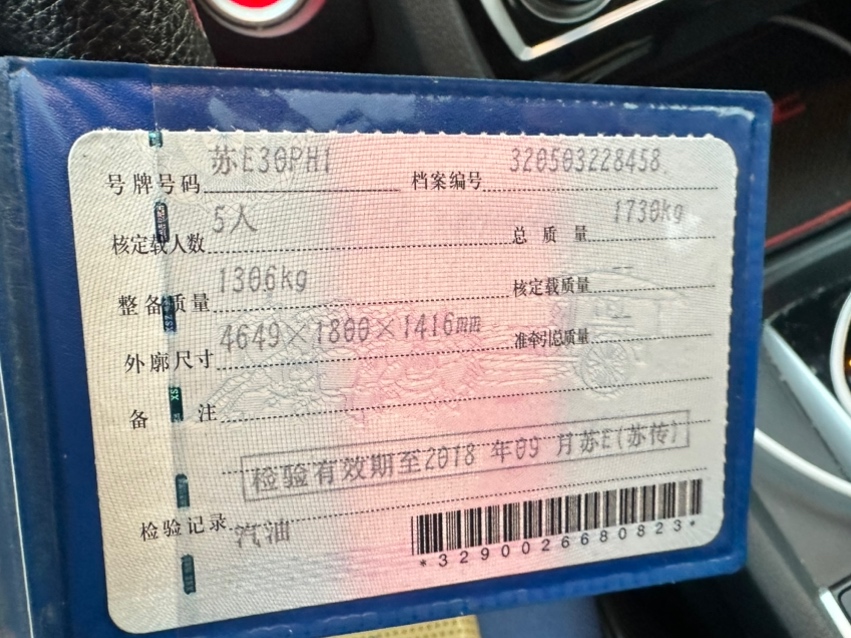 号牌号码 苏E30PH1 档案编号 320503228458
核定载人数 5人 总质量 1730kg
整备质量 1306kg 核定载质量 --
外廓尺寸 4649×1800×1416mm 准牵引总质量 --
备注
检验有效期至2018年09月苏E(苏传)
检验记录 汽油
*3290026680823*